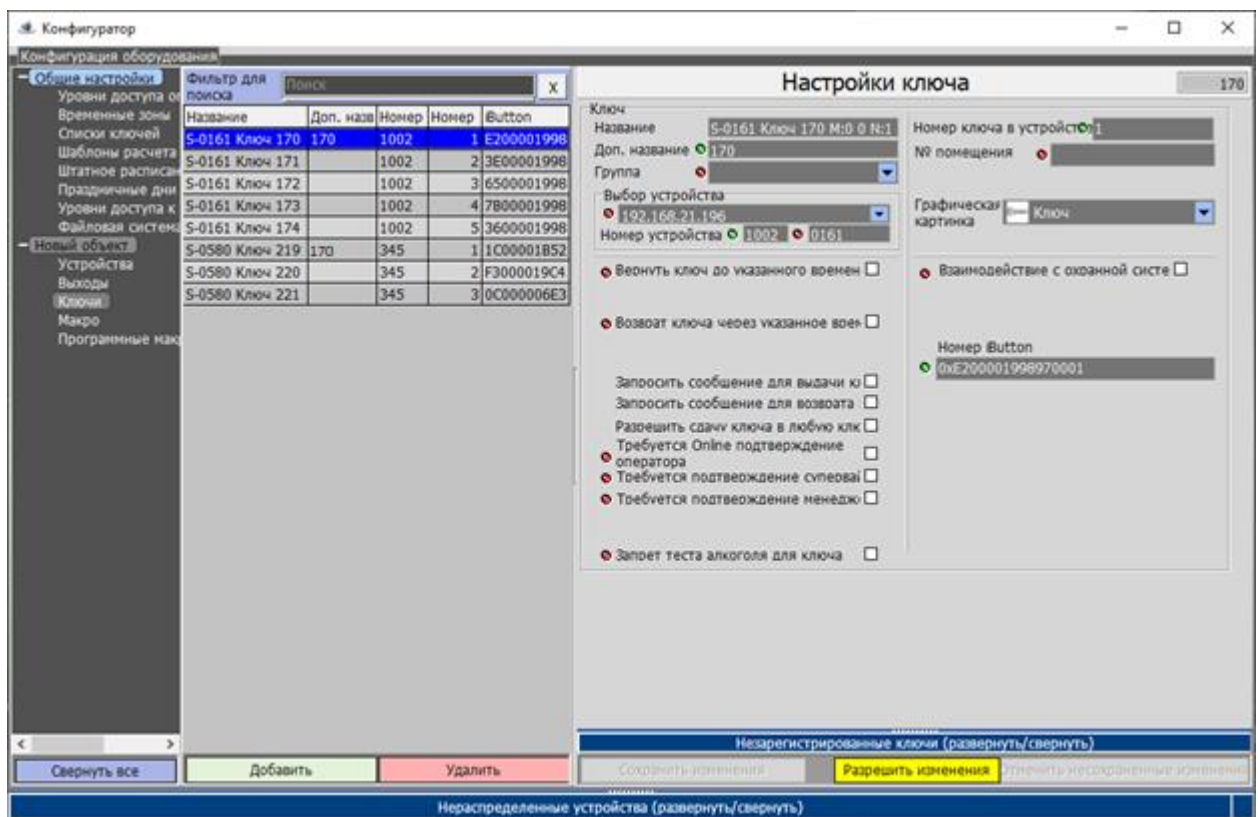 Конфигуратор
Конфигурация оборудования
Общие настройки
Уровни доступа оп
Временные зоны
Списки ключей
Шаблоны расчета
Штатное расписан
Праздничные дни
Уровни доступа к
Файловая система
Новый объект
Устройства
Выходы
Ключи
Макро
Программные мак
Свернуть все
Фильтр для поиска Поиск X
Название Доп. назв Номер Номер iButton
S-0161 Ключ 170 170 1002 1 E200001998
S-0161 Ключ 171 1002 2 3E00001998
S-0161 Ключ 172 1002 3 6500001998
S-0161 Ключ 173 1002 4 7800001998
S-0161 Ключ 174 1002 5 3600001998
S-0580 Ключ 219 170 345 1 1C00001B52
S-0580 Ключ 220 345 2 F3000019C4
S-0580 Ключ 221 345 3 0C000006E3
Добавить Удалить
Настройки ключа 170
Ключ
Название S-0161 Ключ 170 M:0 0 N:1
Номер ключа в устройстве 1
Доп. название 170
№ помещения
Группа
Выбор устройства
192.168.21.196
Номер устройства 1002 0161
Графическая картинка Ключ
Вернуть ключ до указанного времен
Взаимодействие с охранной систе
Возврат ключа через указанное врем
Номер iButton
0xE200001998970001
Запросить сообщение для выдачи кл
Запросить сообщение для возврата
Разрешить сдачу ключа в любую клю
Требуется Online подтверждение
оператора
Требуется подтверждение суперваi
Требуется подтверждение менеджо
Запрет теста алкоголя для ключа
Незарегистрированные ключи (развернуть/свернуть)
Сохранить изменения Разрешить изменения Отменить несохраненные изменения
Нераспределенные устройства (развернуть/свернуть)